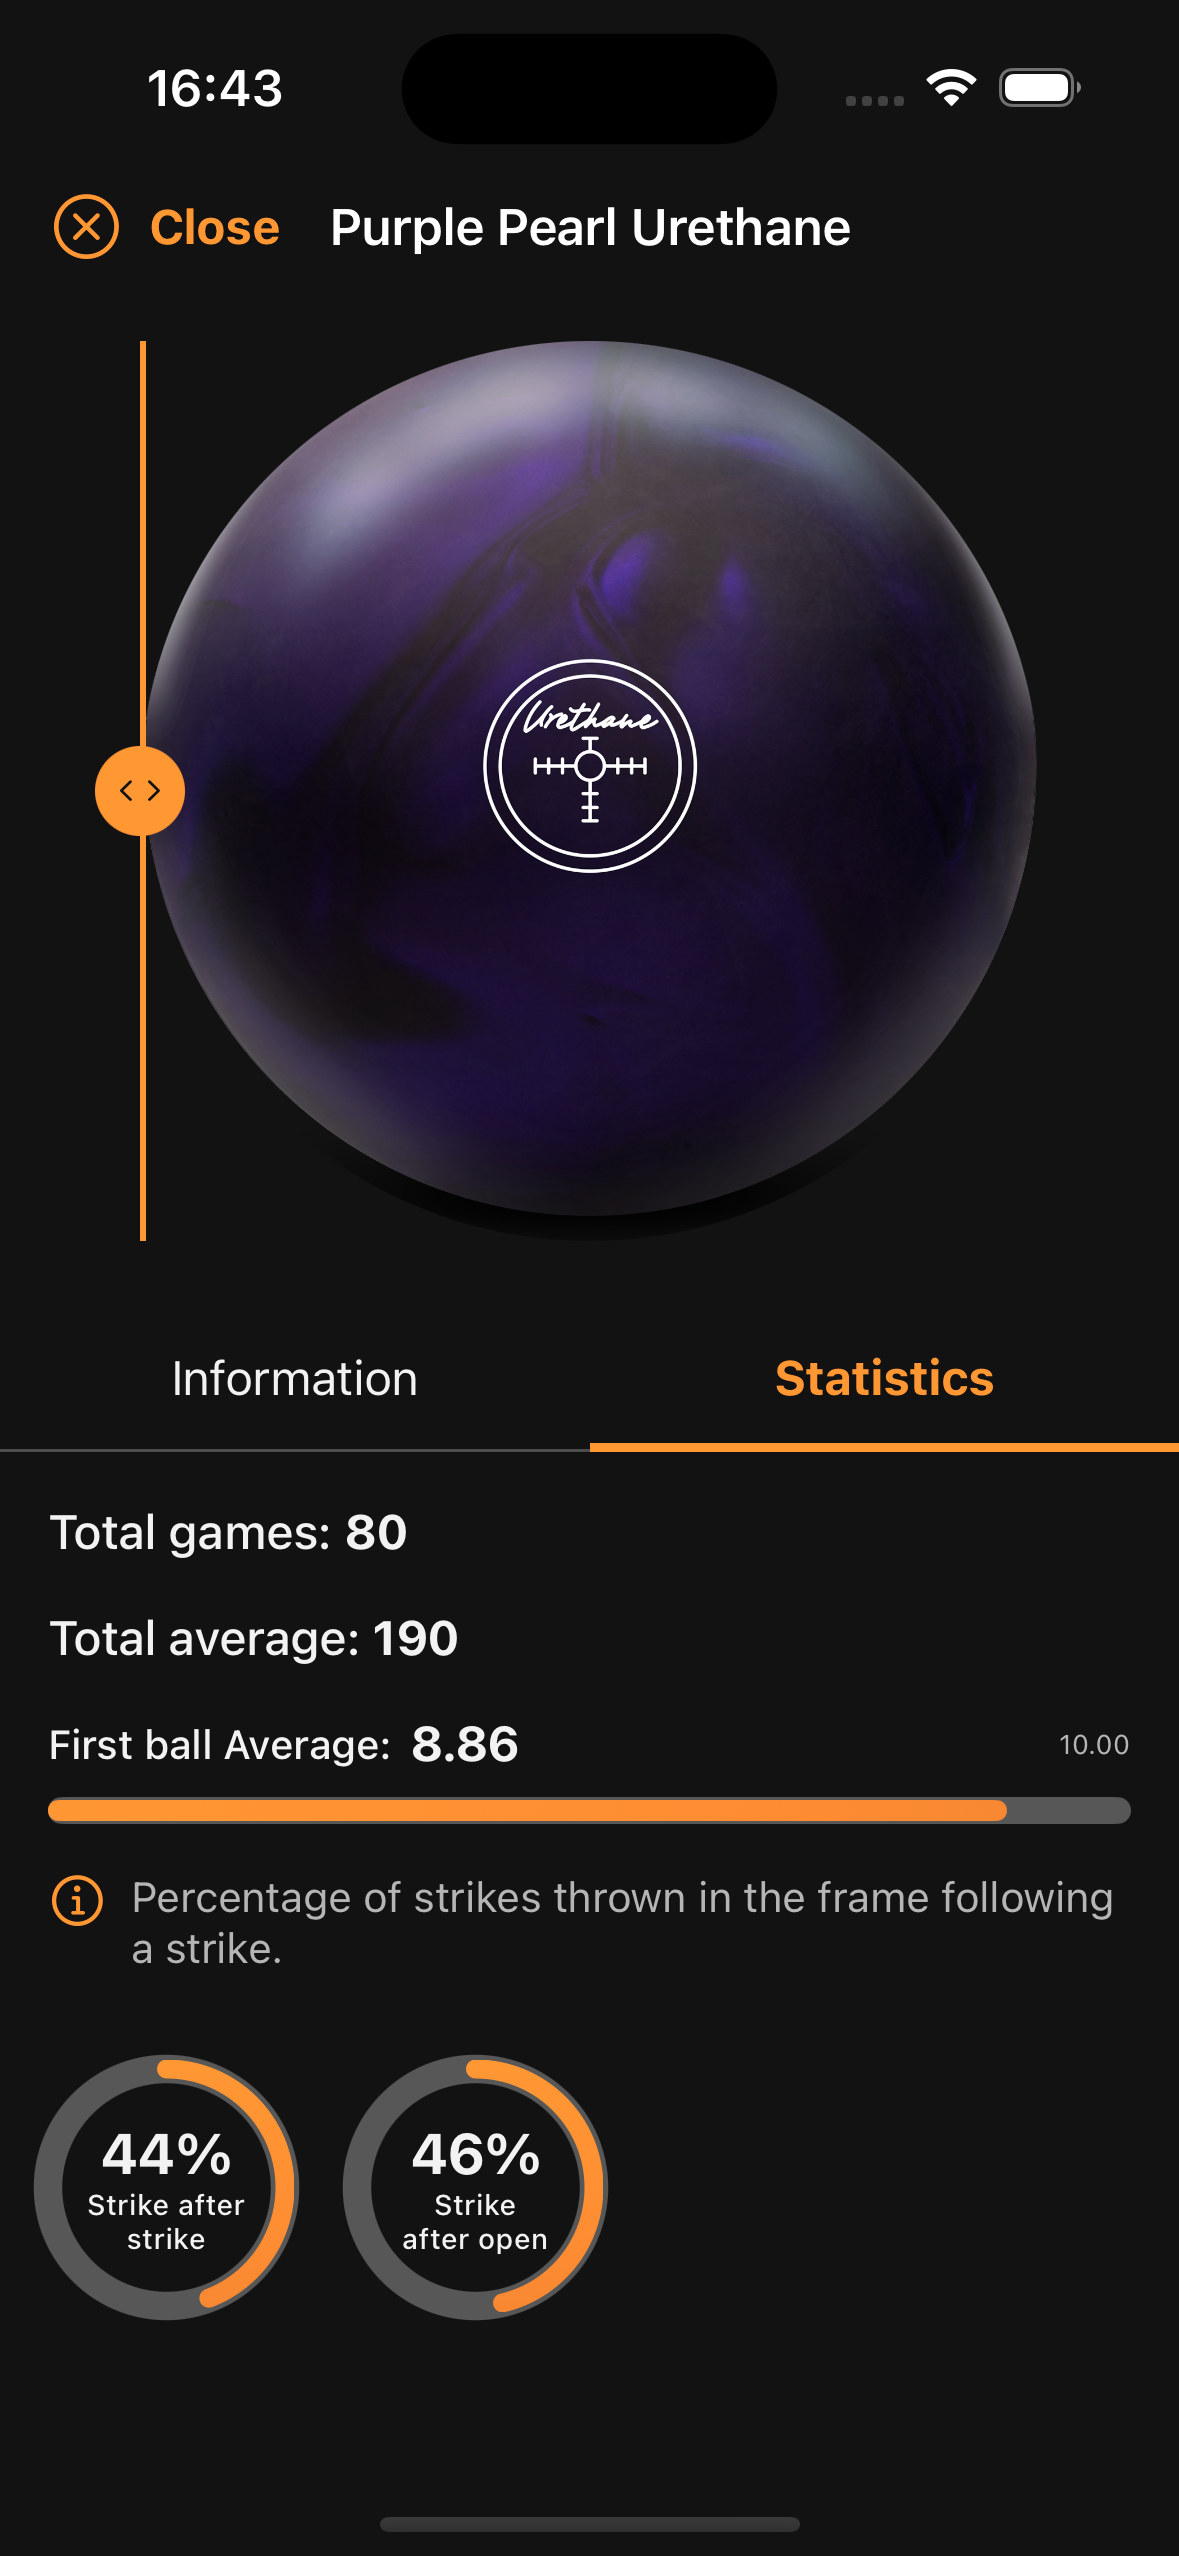 16:43
Close Purple Pearl Urethane
Urethane
Information Statistics
Total games: 80
Total average: 190
First ball Average: 8.86 10.00
Percentage of strikes thrown in the frame following
a strike.
44%
Strike after
strike
46%
Strike
after open